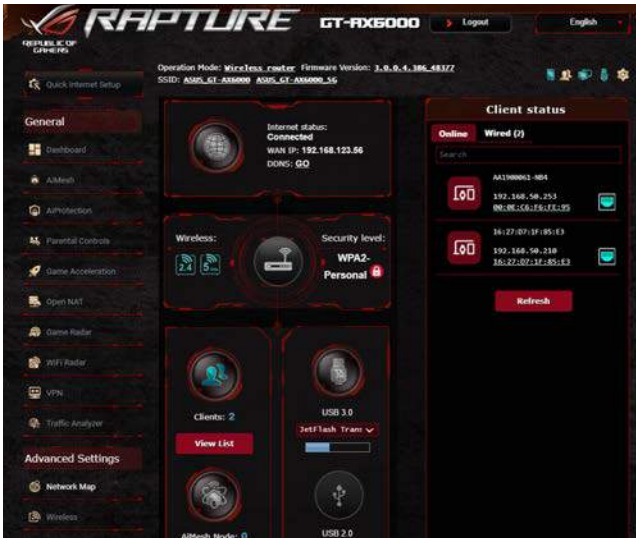 REPUBLIC OF
GAMERS
RAPTURE
GT-AX6000
Logout
English
Operation Mode: Wireless router Firmware Version: 3.0.0.4.386_48377
SSID: ASUS_GT-AX6000 ASUS_GT-AX6000_5G
Quick Internet Setup
General
Dashboard
AiMesh
AiProtection
Parental Controls
Game Acceleration
Open NAT
Game Radar
WiFi Radar
VPN
Traffic Analyzer
Advanced Settings
Network Map
Wireless
Internet status:
Connected
WAN IP: 192.168.123.56
DDNS: GO
Wireless:
2.4
5
Security level:
WPA2-
Personal
Clients: 2
View List
AiMesh Node: 0
USB 3.0
JetFlash Trans
USB 2.0
Client status
Online
Wired (2)
Search
AA1900061-NB4
192.168.50.253
00:0E:C6:F6:FE:95
16:27:D7:1F:85:E3
192.168.50.210
16:27:D7:1F:85:E3
Refresh